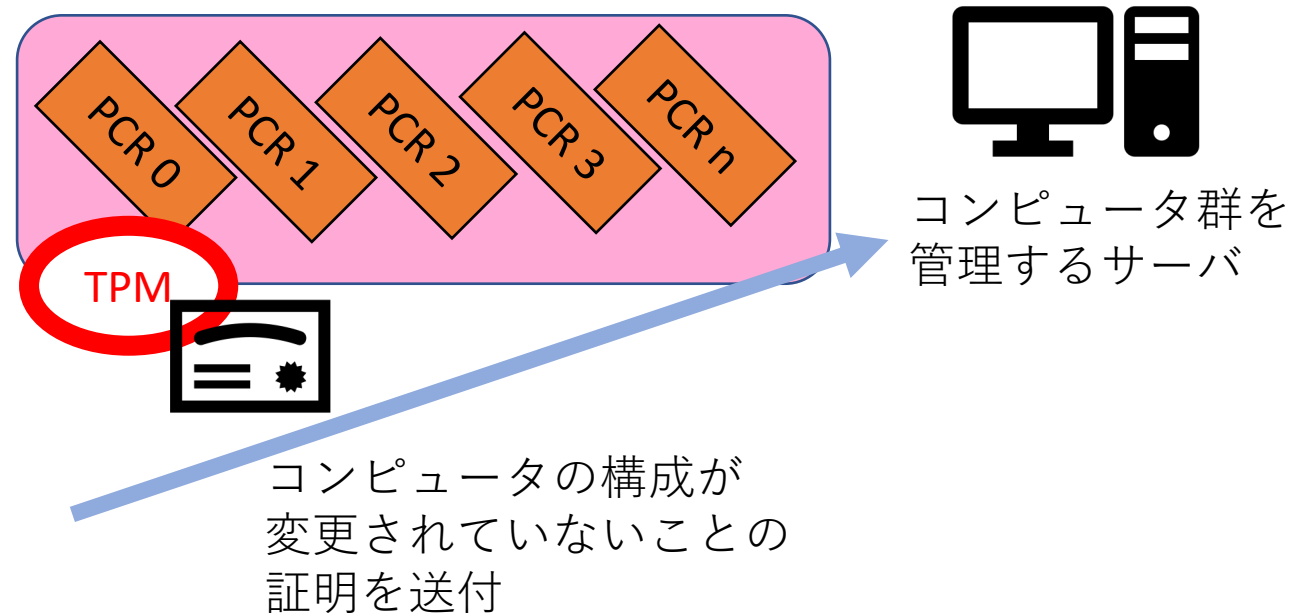 PCR 0
PCR 1
PCR 2
PCR 3
PCR n
TPM
コンピュータ群を
管理するサーバ
コンピュータの構成が
変更されていないことの
証明を送付